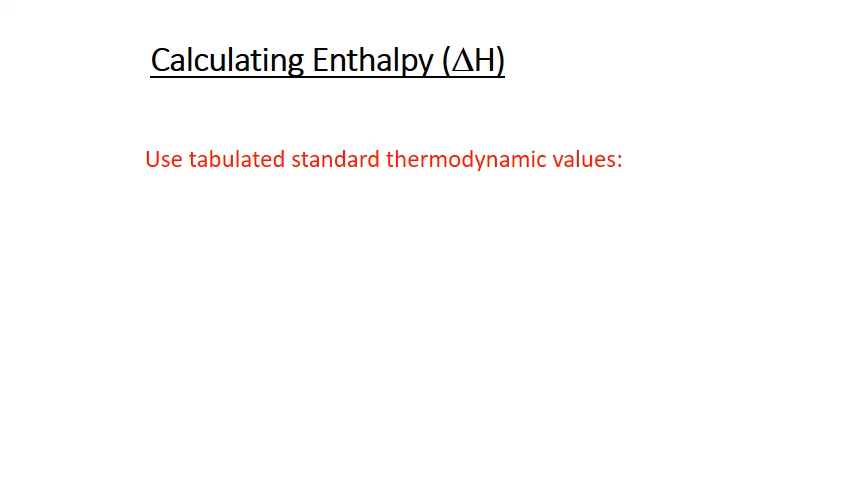 Calculating Enthalpy (ΔH)
Use tabulated standard thermodynamic values: